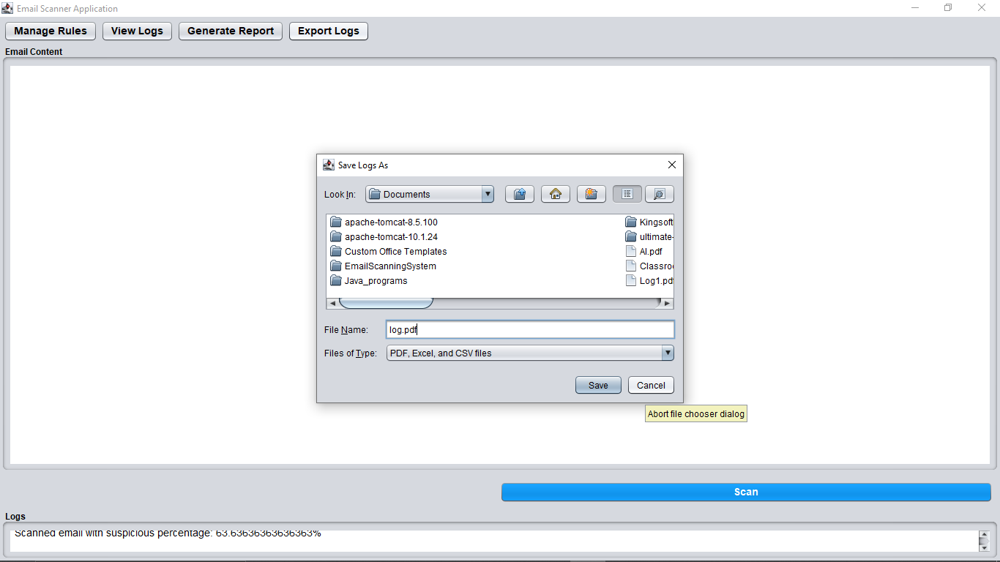 Email Scanner Application
Manage Rules View Logs Generate Report Export Logs
Email Content
Save Logs As
Look In: Documents
apache-tomcat-8.5.100
apache-tomcat-10.1.24
Custom Office Templates
EmailScanningSystem
Java_programs
Kingsoft
ultimate-
AI.pdf
Classro
Log1.pd
File Name: log.pdf
Files of Type: PDF, Excel, and CSV files
Save Cancel
Abort file chooser dialog
Scan
Logs
Scanned email with suspicious percentage: 63.63636363636363%